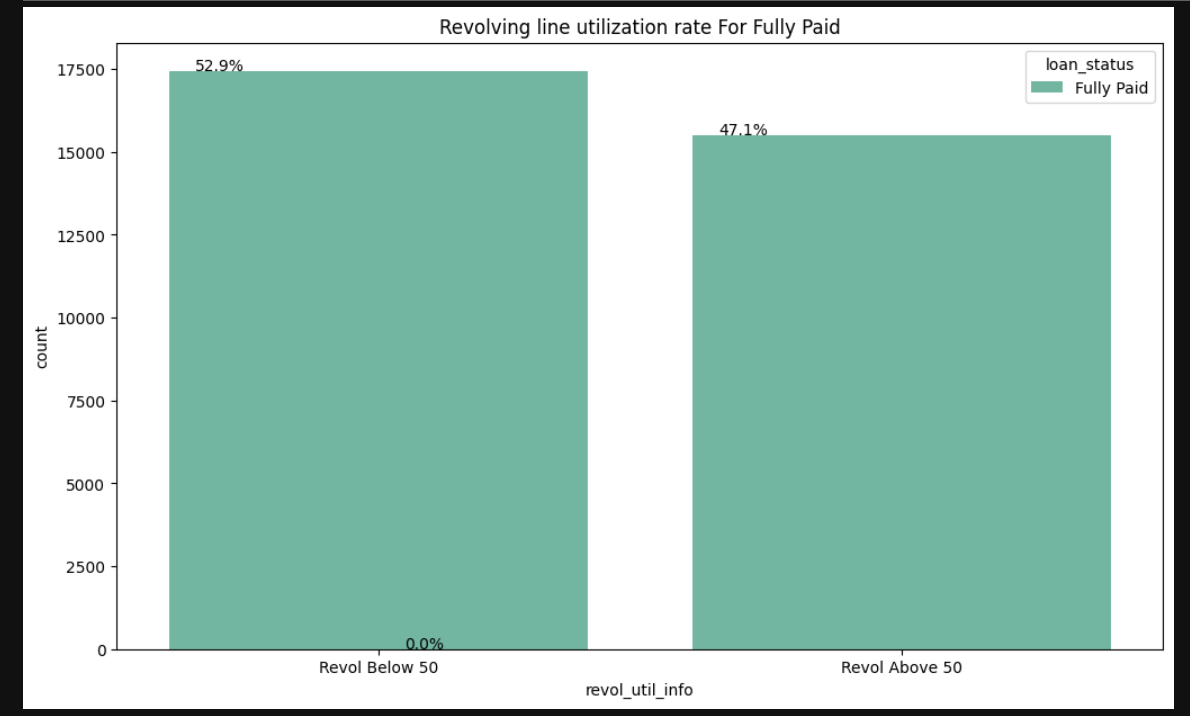 Revolving line utilization rate For Fully Paid
loan_status
Fully Paid
52.9%
47.1%
0.0%
17500
15000
12500
10000
7500
5000
2500
0
count
Revol Below 50
Revol Above 50
revol_util_info